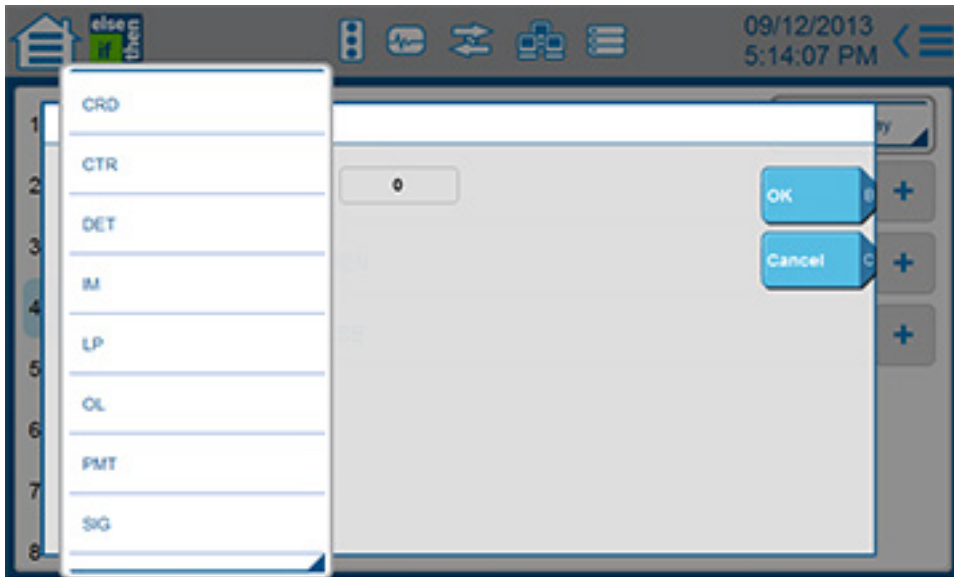 else
if then
09/12/2013
5:14:07 PM
CRD
CTR
DET
IM
LP
OL
PMT
SIG
0
OK B
Cancel C
1
2
3
4
5
6
7
8
+
+
+